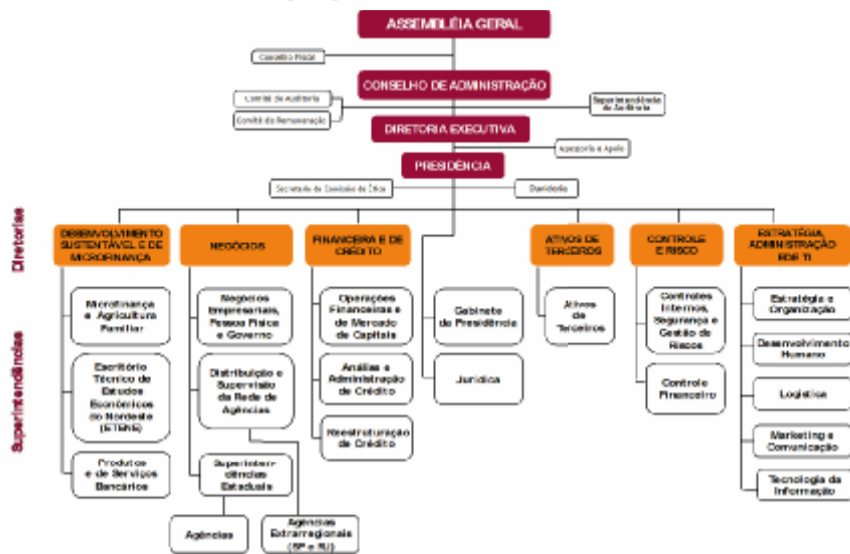 ASSEMBLÉIA GERAL
Conselho Fiscal
CONSELHO DE ADMINISTRAÇÃO
Comitê de Auditoria
Comitê de Remuneração
Superintendência
de Auditoria
DIRETORIA EXECUTIVA
Assessoria e Apoio
PRESIDÊNCIA
Secretaria da Comissão de Ética
Ouvidoria
Diretorias
DESENVOLVIMENTO
SUSTENTÁVEL E DE
MICROFINANÇA
NEGÓCIOS
FINANCEIRA E DE
CRÉDITO
ATIVOS DE
TERCEIROS
CONTROLE
E RISCO
ESTRATÉGIA,
ADMINISTRAÇÃO
EDE TI
Superintendências
Microfinança
e Agricultura
Familiar
Escritório
Técnico de
Estudos
Econômicos
do Nordeste
(ETENE)
Produtos
e de Serviços
Bancários
Negócios
Empresariais,
Pessoa Física
e Governo
Distribuição e
Supervisão
da Rede de
Agências
Superinten-
dências
Estaduais
Agências
Agências
Extrarregionais
(SP e RJ)
Operações
Financeiras e
de Mercado
de Capitais
Análise e
Administração
de Crédito
Reestruturação
de Crédito
Gabinete
da Presidência
Jurídica
Ativos
de
Terceiros
Controles
Internos,
Segurança e
Gestão de
Riscos
Controle
Financeiro
Estratégia e
Organização
Desenvolvimento
Humano
Logística
Marketing e
Comunicação
Tecnologia da
Informação